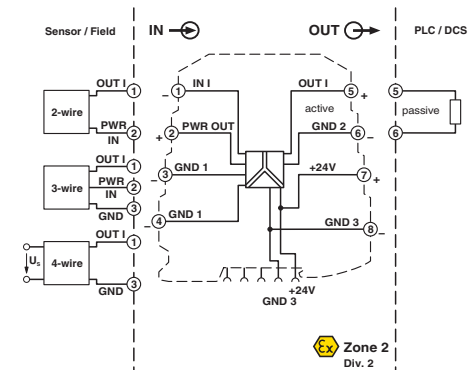 Sensor / Field
IN
OUT
PLC / DCS
OUT I
1
2-wire
PWR
IN
2
OUT I
1
3-wire
PWR
IN
2
GND
3
OUT I
1
Us
4-wire
GND
3
– 1 IN I
+ 2 PWR OUT
– 3 GND 1
– 4 GND 1
OUT I 5 +
active
GND 2 6 –
+24V 7 +
GND 3 8 –
+24V
GND 3
5
passive
6
Ex Zone 2
Div. 2